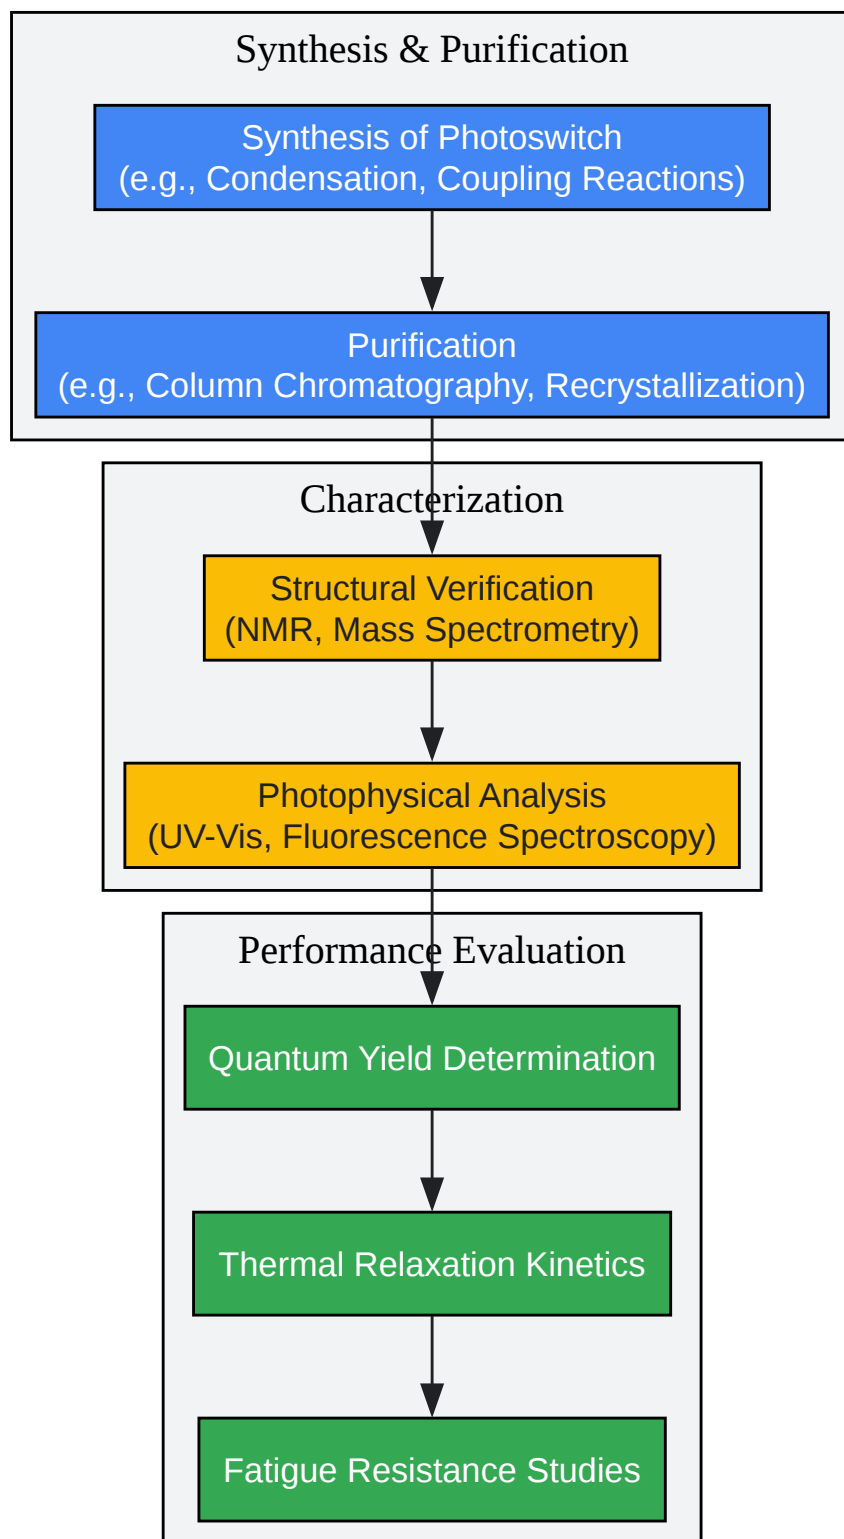 Synthesis & Purification
Synthesis of Photoswitch
(e.g., Condensation, Coupling Reactions)
Purification
(e.g., Column Chromatography, Recrystallization)
Characterization
Structural Verification
(NMR, Mass Spectrometry)
Photophysical Analysis
(UV-Vis, Fluorescence Spectroscopy)
Performance Evaluation
Quantum Yield Determination
Thermal Relaxation Kinetics
Fatigue Resistance Studies